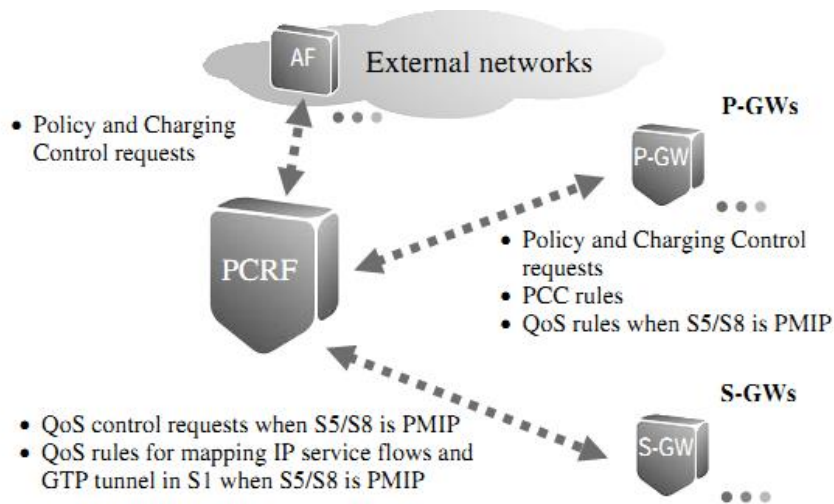 AF
External networks
• Policy and Charging
Control requests
P-GWs
P-GW
PCRF
• Policy and Charging Control
requests
• PCC rules
• QoS rules when S5/S8 is PMIP
S-GWs
• QoS control requests when S5/S8 is PMIP
• QoS rules for mapping IP service flows and
GTP tunnel in S1 when S5/S8 is PMIP
S-GW